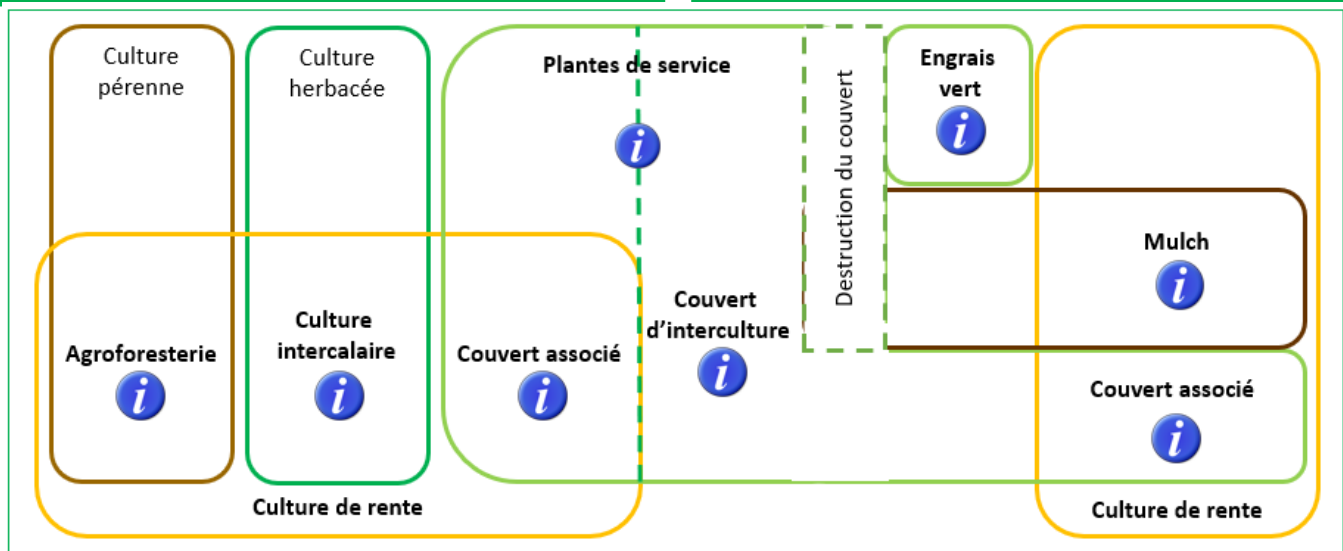 Culture
pérenne
Culture
herbacée
Plantes de service
Destruction du couvert
Engrais
vert
Mulch
Agroforesterie
Culture
intercalaire
Couvert associé
Couvert
d'interculture
Couvert associé
Culture de rente
Culture de rente